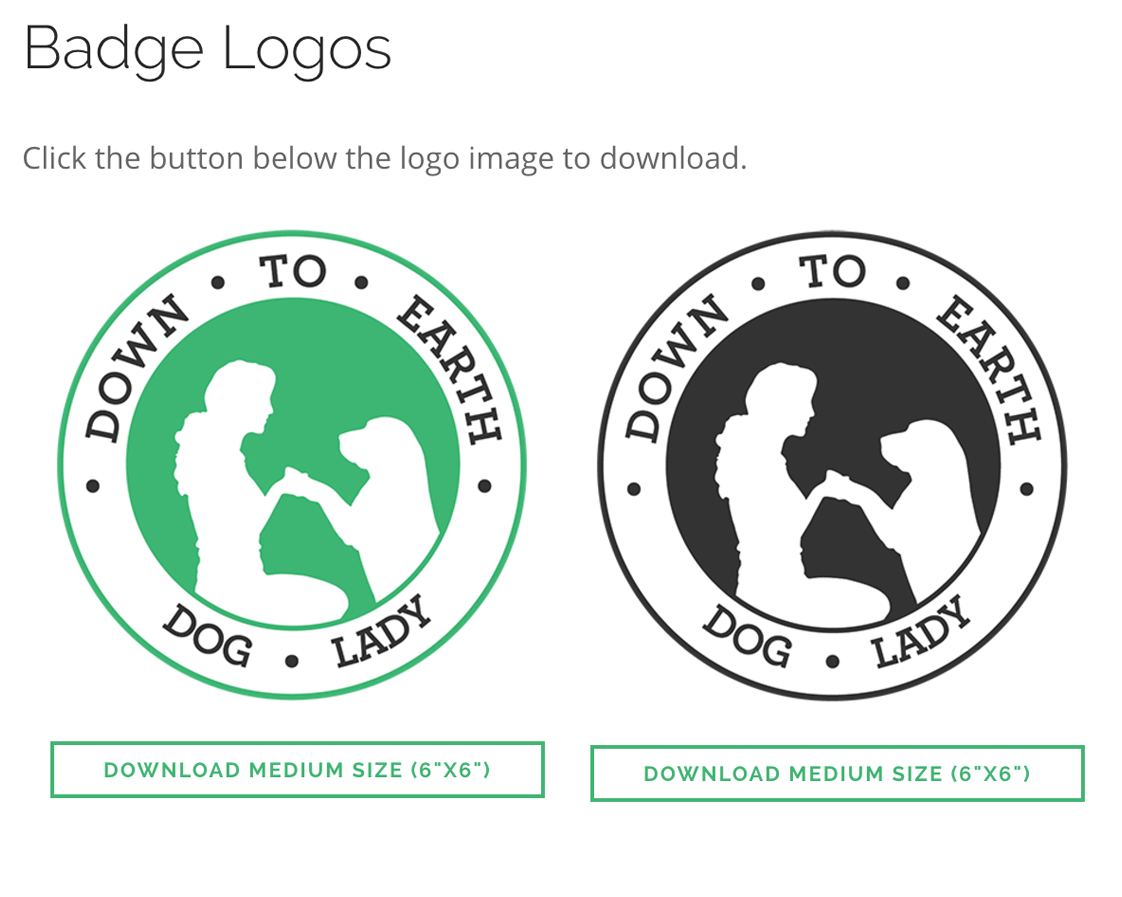 Badge Logos
Click the button below the logo image to download.
DOWN • TO • EARTH • DOG • LADY •
DOWN • TO • EARTH • DOG • LADY •
DOWNLOAD MEDIUM SIZE (6"X6")
DOWNLOAD MEDIUM SIZE (6"X6")